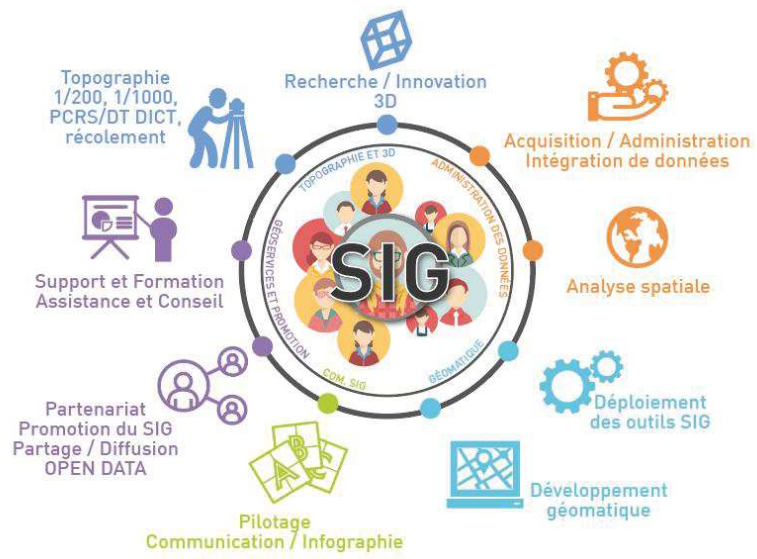 Recherche / Innovation
3D
Topographie
1/200, 1/1000,
PCRS/DT DICT,
récolement
Acquisition / Administration
Intégration de données
TOPOGRAPHIE ET 3D
ADMINISTRATION DES DONNÉES
GÉOSERVICES ET PROMOTION
SIG
Support et Formation
Assistance et Conseil
Analyse spatiale
COM. SIG
GÉOMATIQUE
Partenariat
Promotion du SIG
Partage / Diffusion
OPEN DATA
Déploiement
des outils SIG
A
B
C
Développement
géomatique
Pilotage
Communication / Infographie